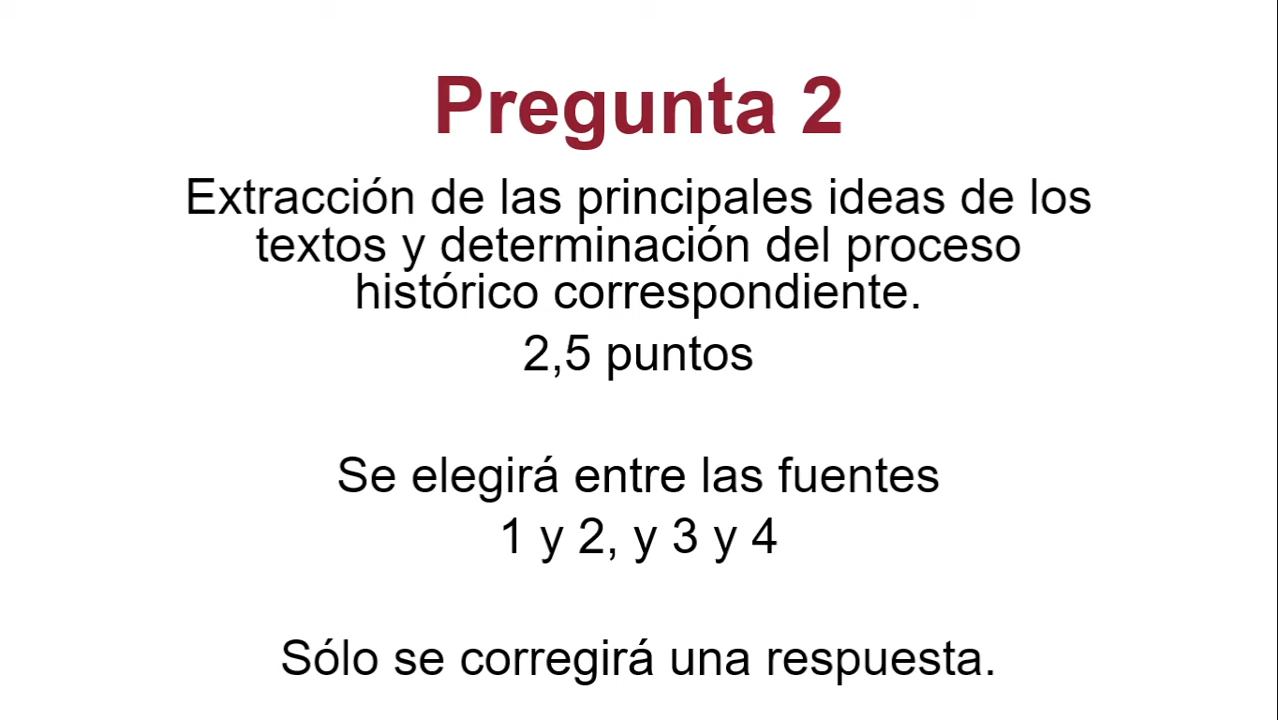 Pregunta 2
Extracción de las principales ideas de los
textos y determinación del proceso
histórico correspondiente.
2,5 puntos
Se elegirá entre las fuentes
1 y 2, y 3 y 4
Sólo se corregirá una respuesta.